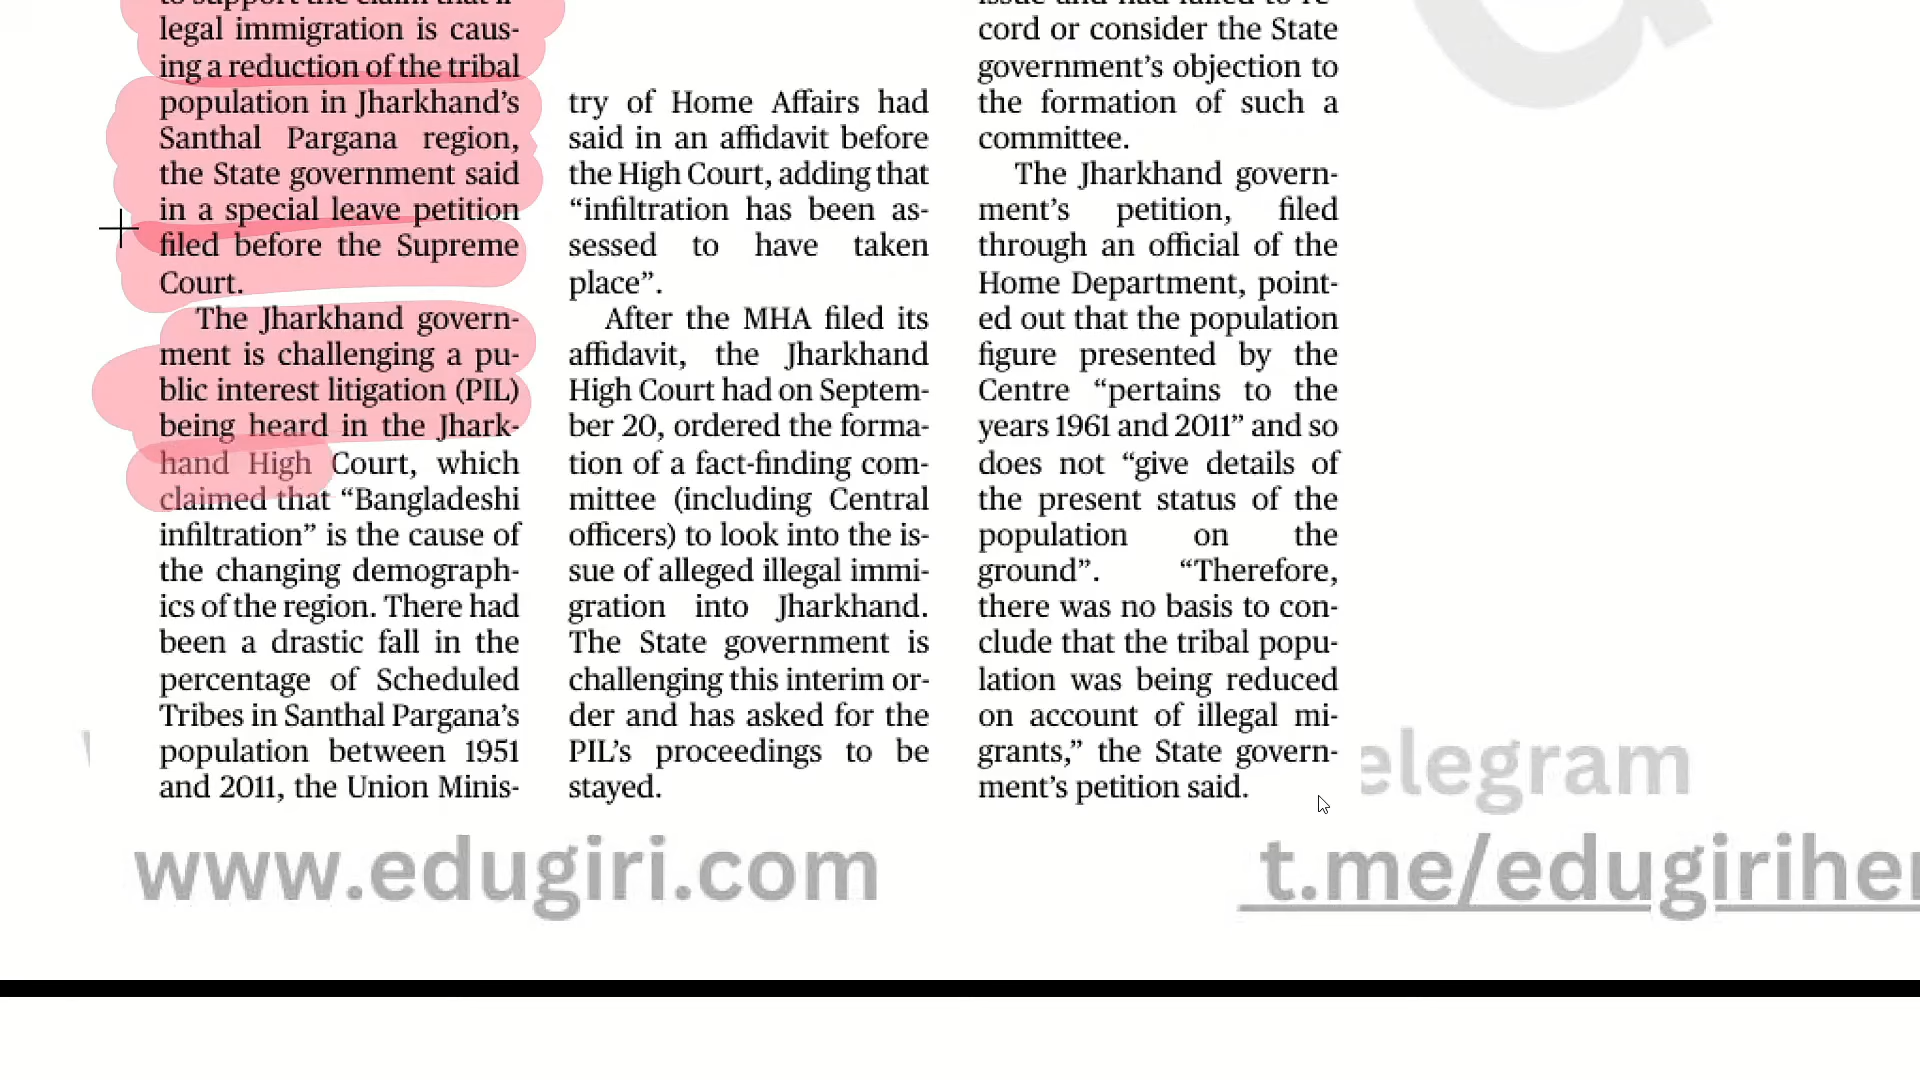 to support the claim that il-
legal immigration is caus-
ing a reduction of the tribal
population in Jharkhand’s
Santhal Pargana region,
the State government said
in a special leave petition
filed before the Supreme
Court.
The Jharkhand govern-
ment is challenging a pu-
blic interest litigation (PIL)
being heard in the Jhark-
hand High Court, which
claimed that “Bangladeshi
infiltration” is the cause of
the changing demograph-
ics of the region. There had
been a drastic fall in the
percentage of Scheduled
Tribes in Santhal Pargana’s
population between 1951
and 2011, the Union Minis-
try of Home Affairs had
said in an affidavit before
the High Court, adding that
“infiltration has been as-
sessed to have taken
place”.
After the MHA filed its
affidavit, the Jharkhand
High Court had on Septem-
ber 20, ordered the forma-
tion of a fact-finding com-
mittee (including Central
officers) to look into the is-
sue of alleged illegal immi-
gration into Jharkhand.
The State government is
challenging this interim or-
der and has asked for the
PIL’s proceedings to be
stayed.
issue and had failed to re-
cord or consider the State
government’s objection to
the formation of such a
committee.
The Jharkhand govern-
ment’s petition, filed
through an official of the
Home Department, point-
ed out that the population
figure presented by the
Centre “pertains to the
years 1961 and 2011” and so
does not “give details of
the present status of the
population on the
ground”. “Therefore,
there was no basis to con-
clude that the tribal popu-
lation was being reduced
on account of illegal mi-
grants,” the State govern-
ment’s petition said.
elegram
www.edugiri.com
t.me/edugirihe